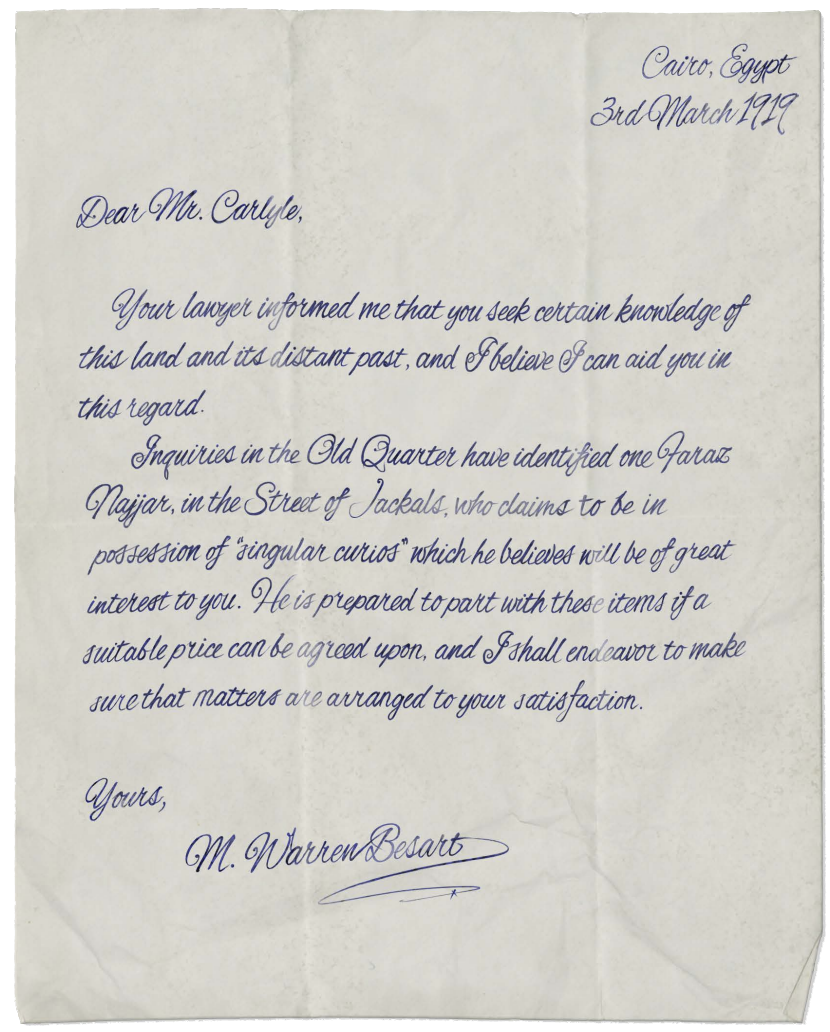 Cairo, Egypt
3rd March 1919
Dear Mr. Carlyle,
Your lawyer informed me that you seek certain knowledge of
this land and its distant past, and I believe I can aid you in
this regard.
Inquiries in the Old Quarter have identified one Faraz
Najjar, in the Street of Jackals, who claims to be in
possession of "singular curios" which he believes will be of great
interest to you. He is prepared to part with these items if a
suitable price can be agreed upon, and I shall endeavor to make
sure that matters are arranged to your satisfaction.
Yours,
M. Warren Besart